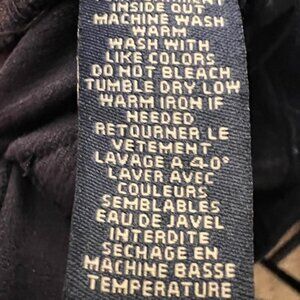 INSIDE OUT
MACHINE WASH
WARM
WASH WITH
LIKE COLORS
DO NOT BLEACH
TUMBLE DRY LOW
WARM IRON IF
NEEDED
RETOURNER LE
VETEMENT
LAVAGE A 40°
LAVER AVEC
COULEURS
SEMBLABLES
EAU DE JAVEL
INTERDITE
SECHAGE EN
MACHINE BASSE
TEMPERATURE